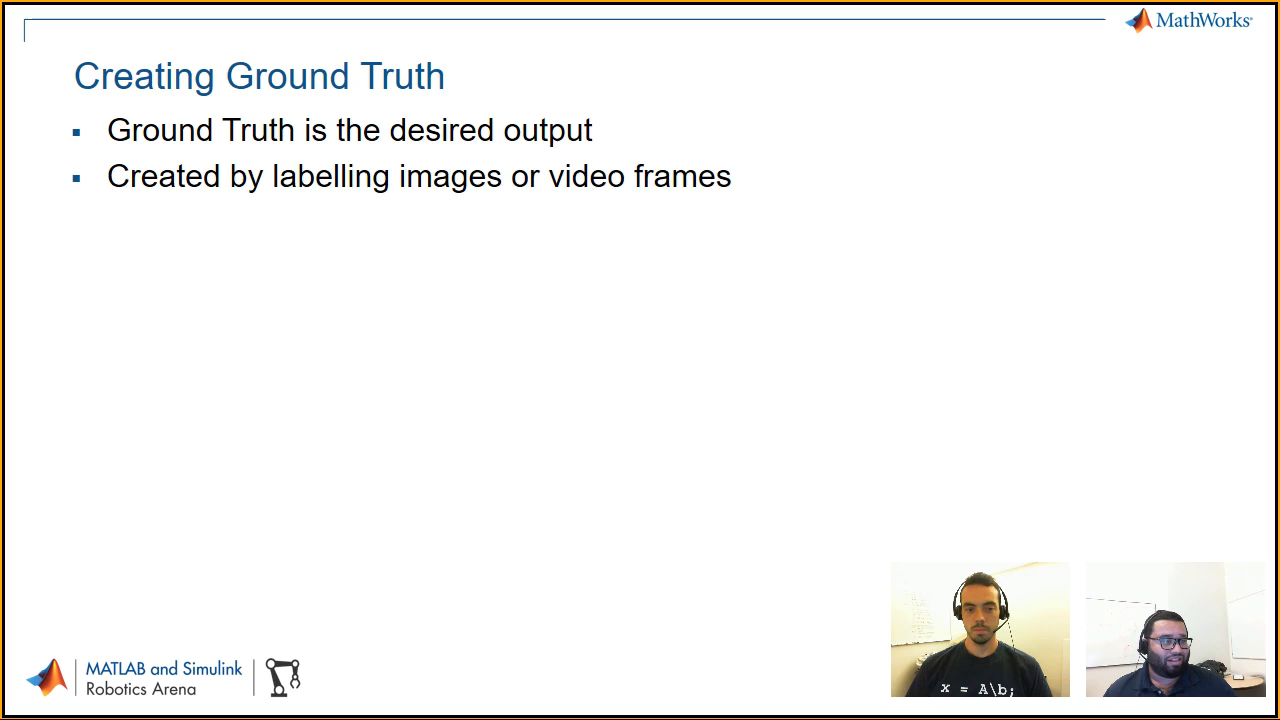 MathWorks®
Creating Ground Truth
▪ Ground Truth is the desired output
▪ Created by labelling images or video frames
MATLAB and Simulink
Robotics Arena
x = A\b;